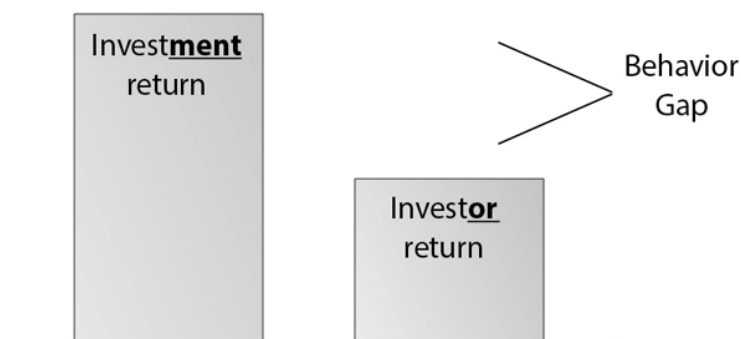 Investment
return
Behavior
Gap
Investor
return